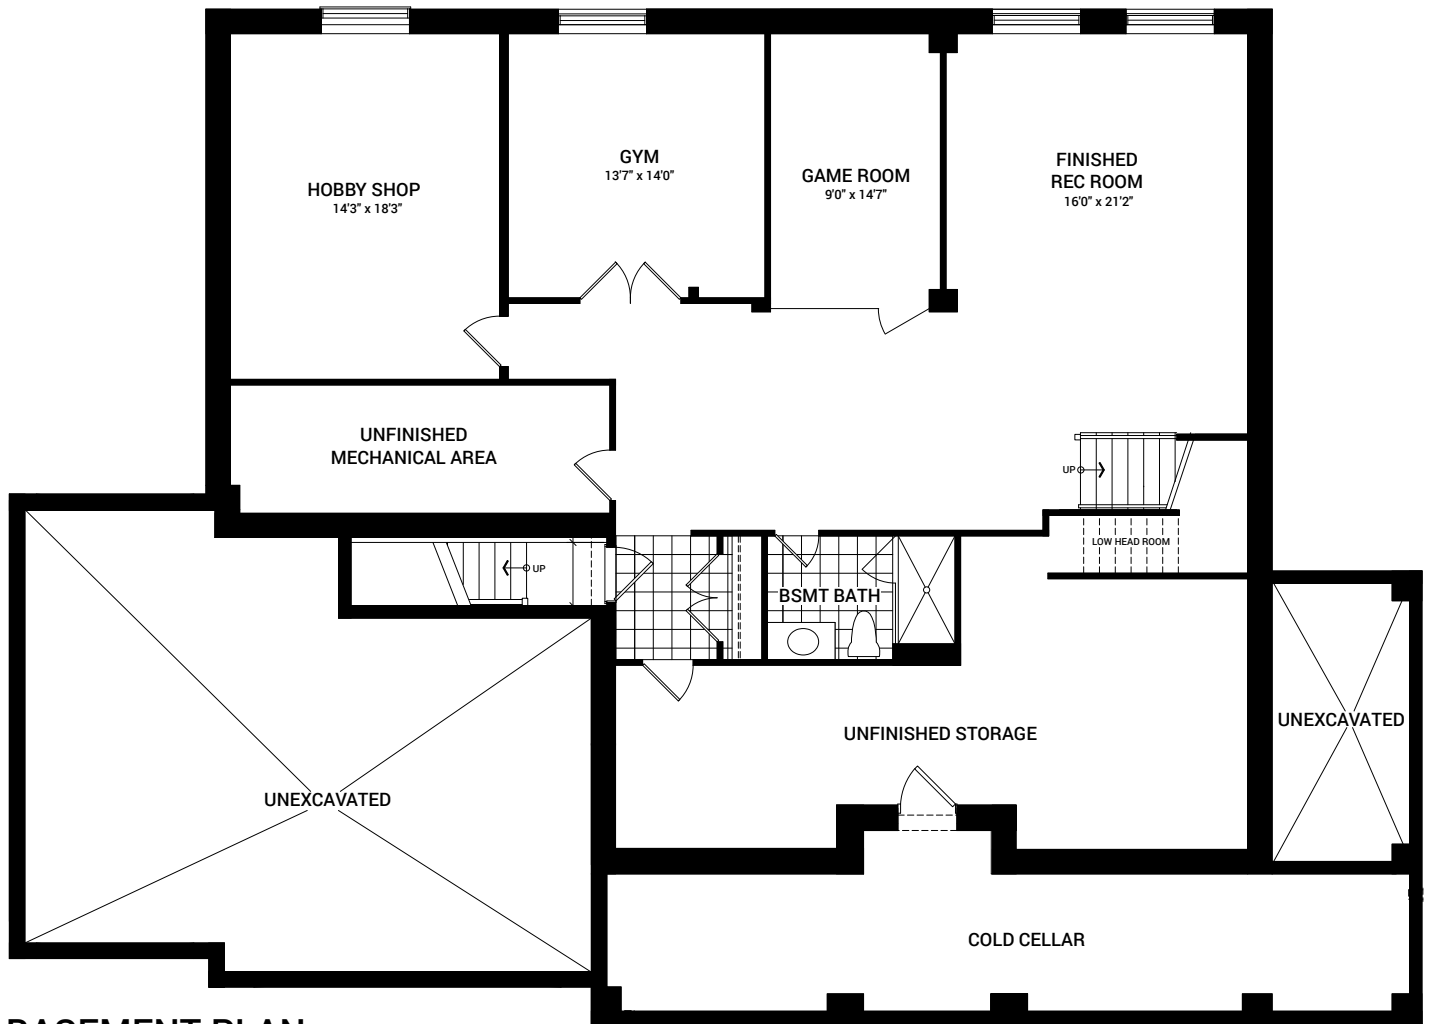 GYM
13'7" x 14'0"
FINISHED
REC ROOM
16'0" x 21'2"
GAME ROOM
9'0" x 14'7"
HOBBY SHOP
14'3" x 18'3"
UNFINISHED
MECHANICAL AREA
UP
LOW HEAD ROOM
UP
BSMT BATH
UNEXCAVATED
UNFINISHED STORAGE
UNEXCAVATED
COLD CELLAR
BASEMENT PLAN